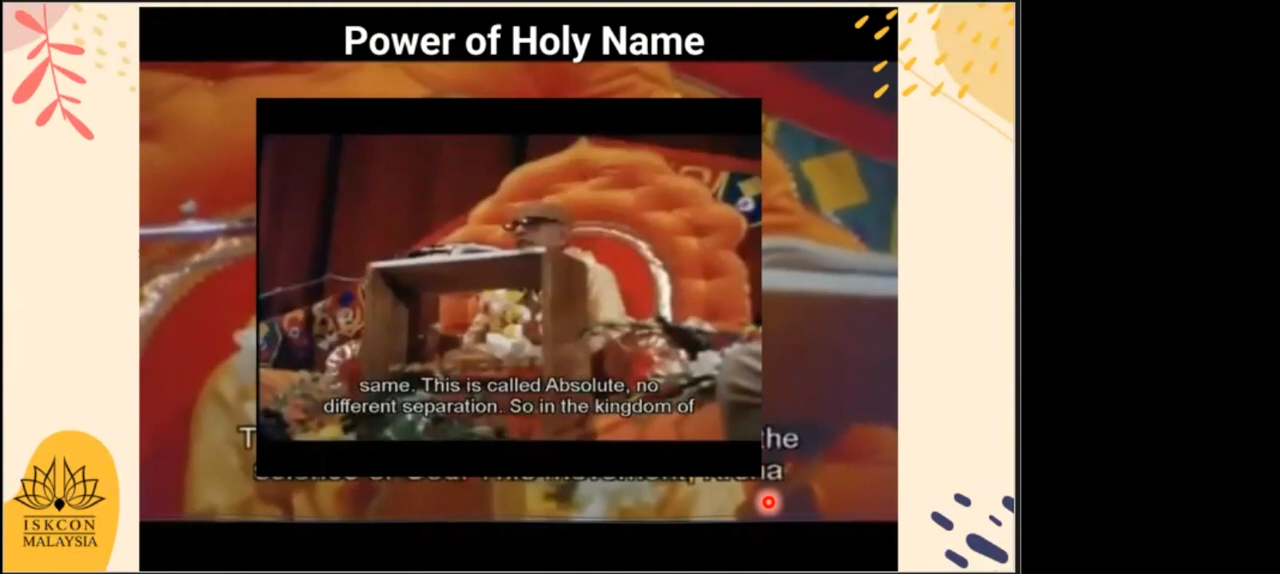 Power of Holy Name
same. This is called Absolute, no
different separation. So in the kingdom of
the
ISKCON
MALAYSIA